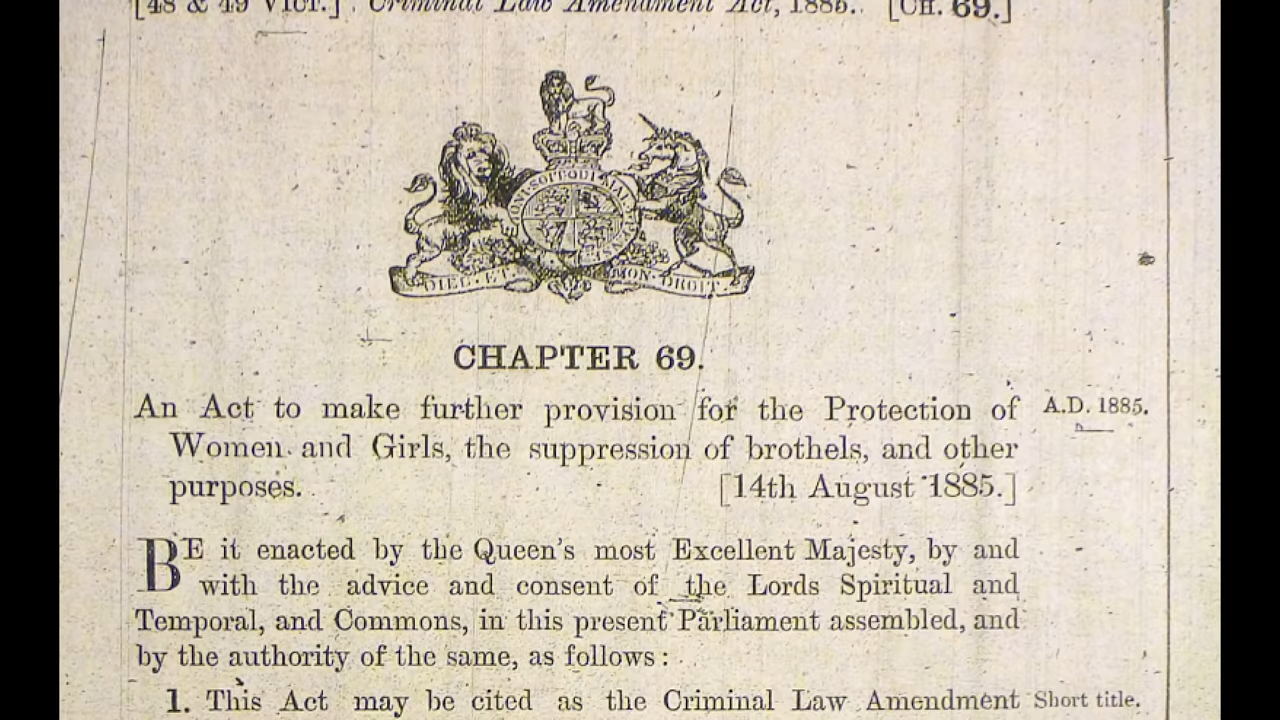 [48 & 49 VICT.] Criminal Law Amendment Act, 1885. [CH. 69.]
DIEU · ET MON · DROIT
CHAPTER 69.
An Act to make further provision for the Protection of A.D. 1885.
Women and Girls, the suppression of brothels, and other
purposes. [14th August 1885.]
BE it enacted by the Queen's most Excellent Majesty, by and
with the advice and consent of the Lords Spiritual and
Temporal, and Commons, in this present Parliament assembled, and
by the authority of the same, as follows:
1. This Act may be cited as the Criminal Law Amendment Short title.